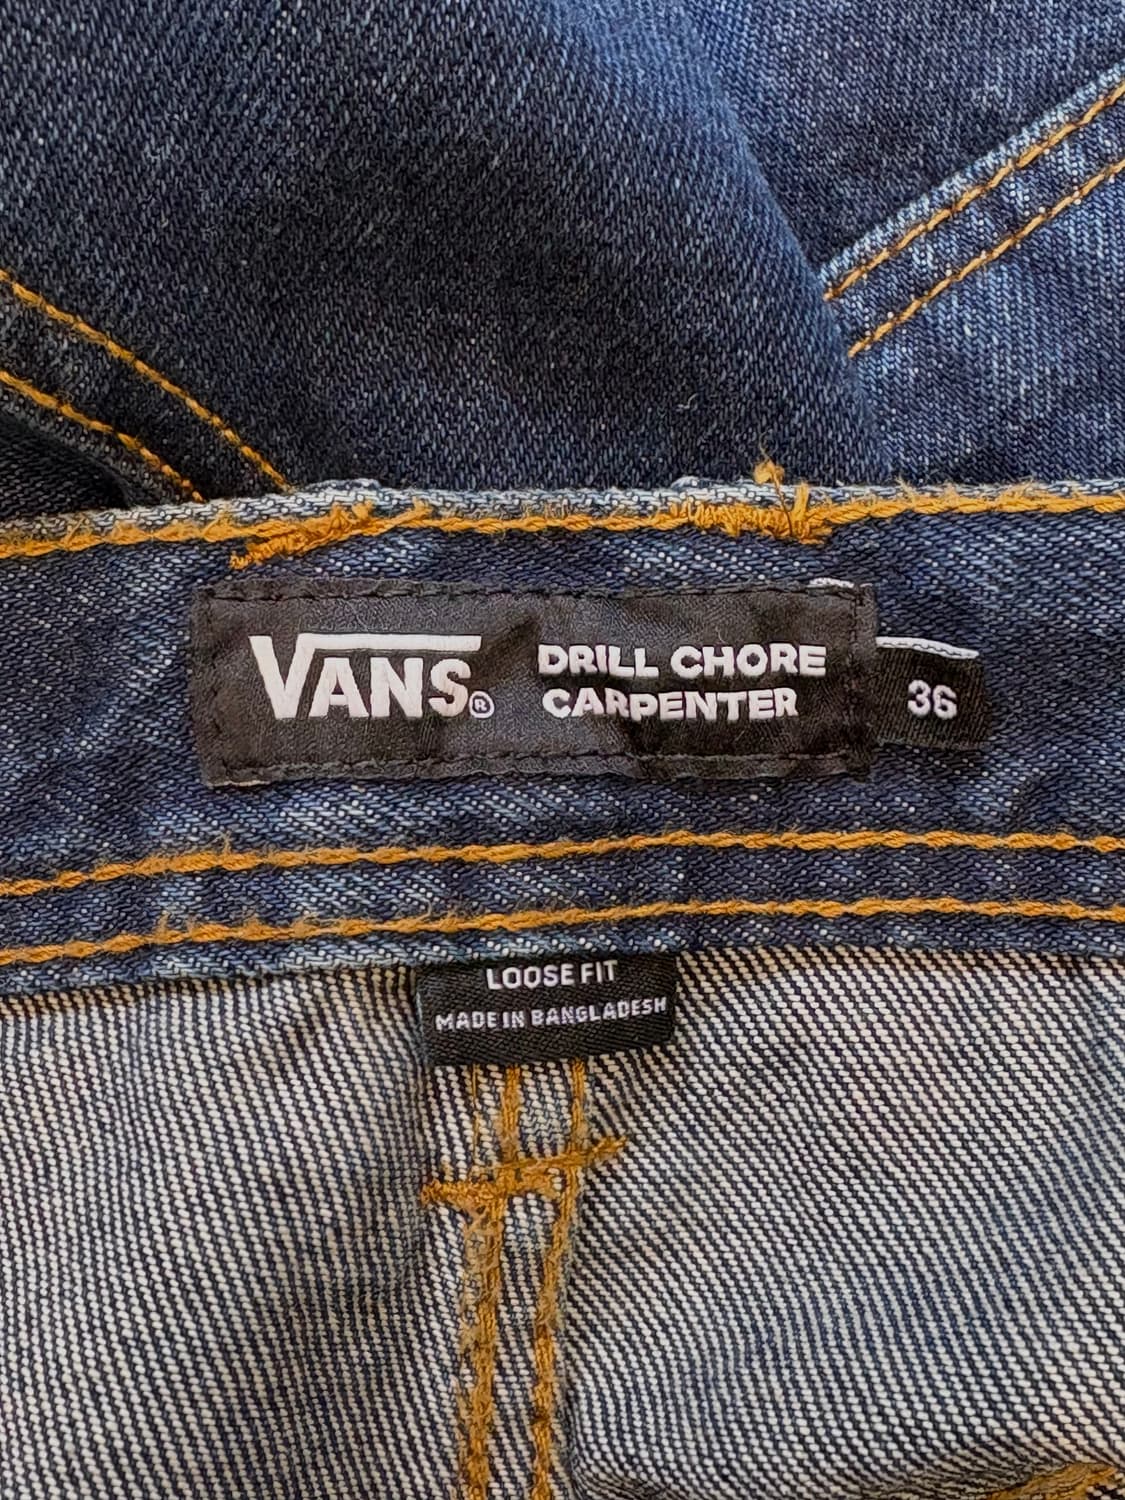 VANS® DRILL CHORE
CARPENTER
36
LOOSE FIT
MADE IN BANGLADESH